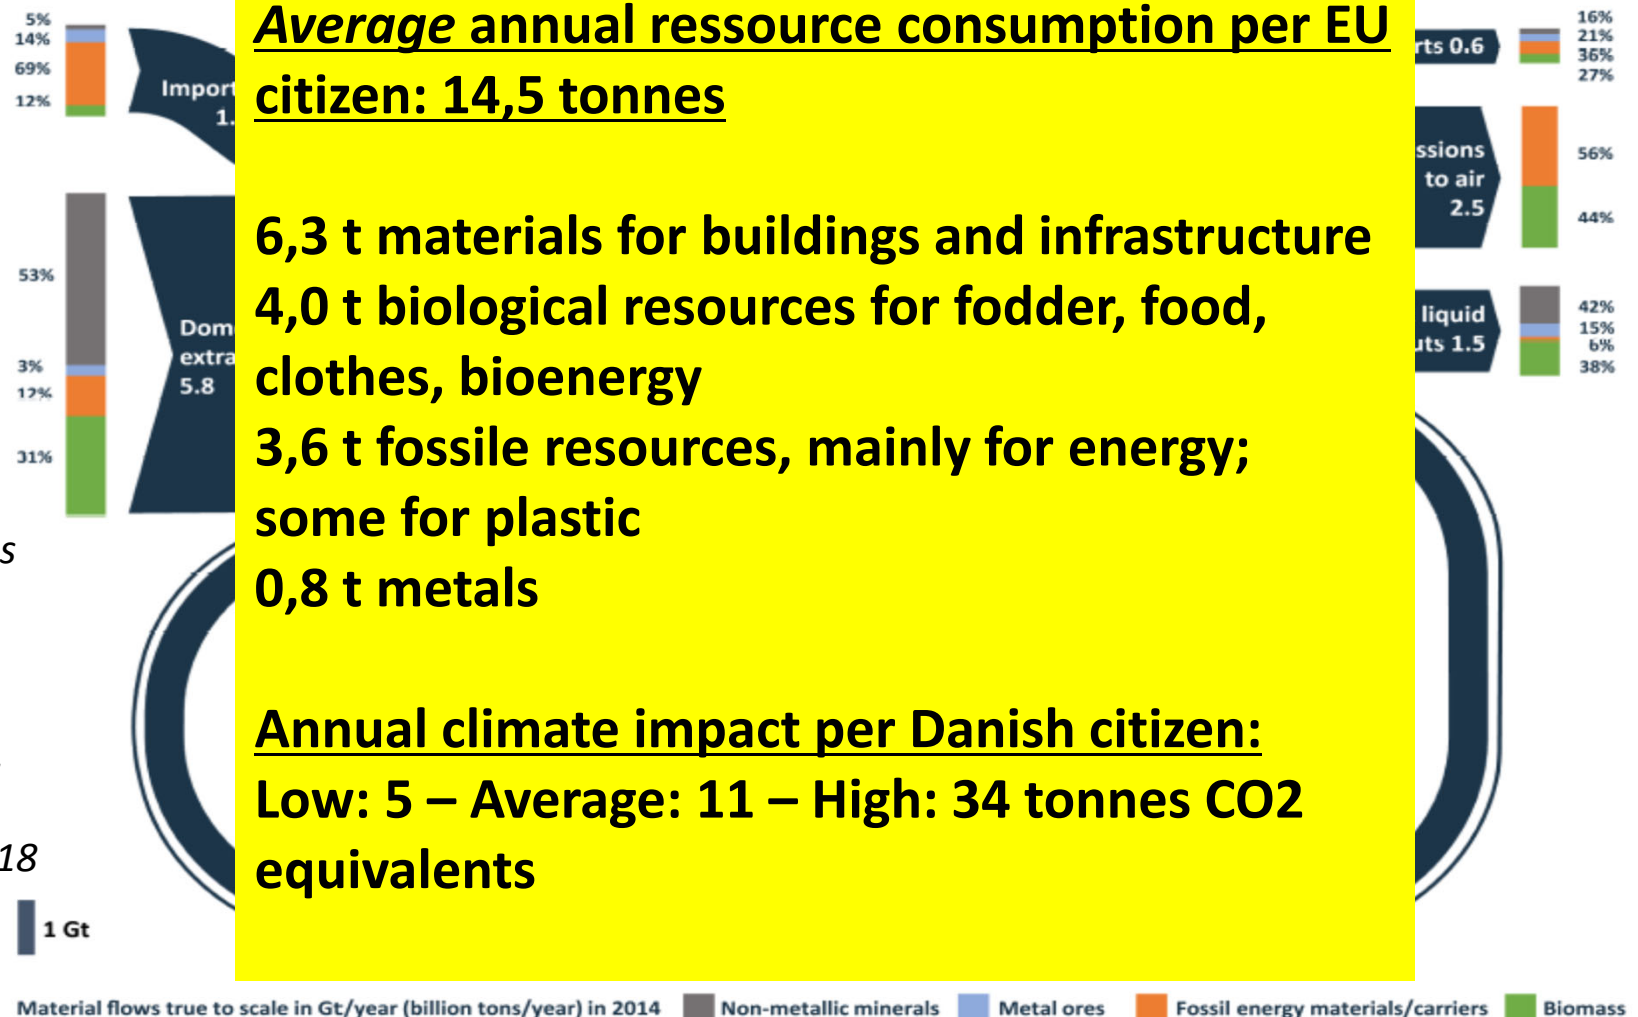 5%
14%
69%
12%
Import
1.
53%
3%
12%
31%
Dom
extra
5.8
s
18
1 Gt
Average annual ressource consumption per EU
citizen: 14,5 tonnes
6,3 t materials for buildings and infrastructure
4,0 t biological resources for fodder, food,
clothes, bioenergy
3,6 t fossile resources, mainly for energy;
some for plastic
0,8 t metals
Annual climate impact per Danish citizen:
Low: 5 – Average: 11 – High: 34 tonnes CO2
equivalents
rts 0.6
16%
21%
36%
27%
ssions
to air
2.5
56%
44%
liquid
uts 1.5
42%
15%
6%
38%
Material flows true to scale in Gt/year (billion tons/year) in 2014 Non-metallic minerals Metal ores Fossil energy materials/carriers Biomass